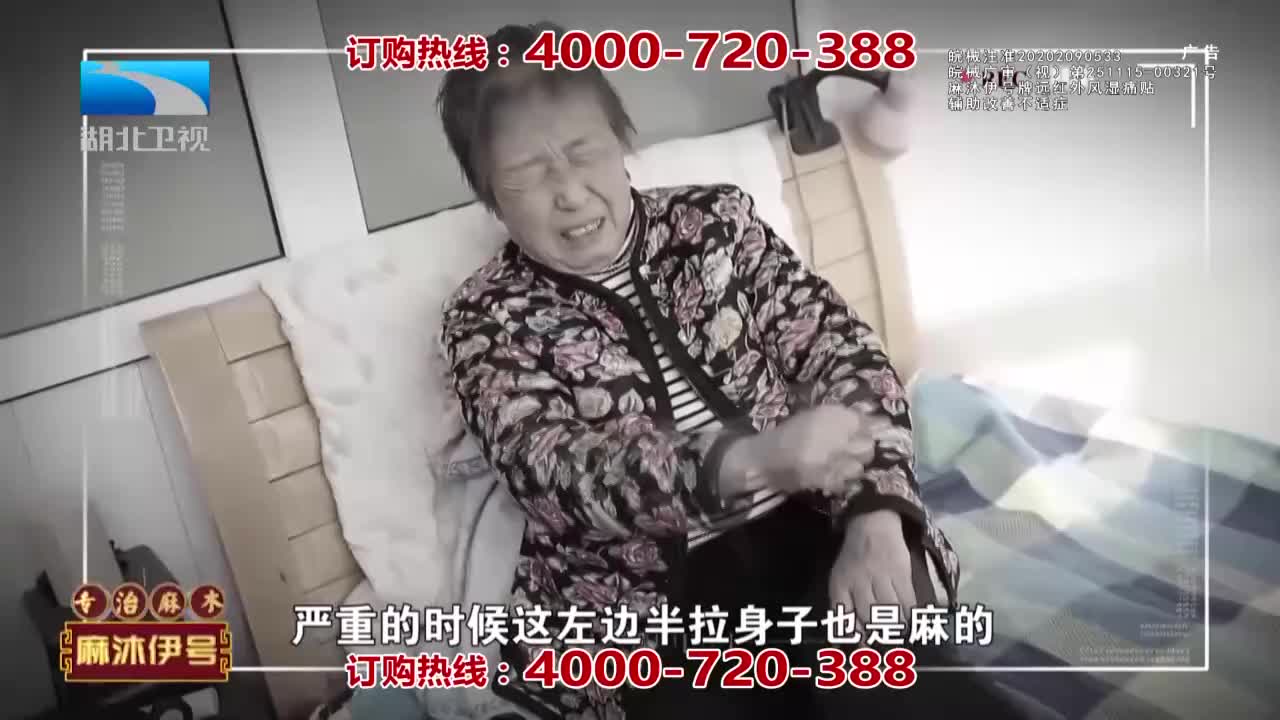 订购热线：4000-720-388
皖械注准20202090533
皖械广审（视）第251115-00321号
麻沐伊号牌远红外风湿痛贴
辅助改善不适症
广告
REC
湖北卫视
专治麻木
麻沐伊号
严重的时候这左边半拉身子也是麻的
订购热线：4000-720-388